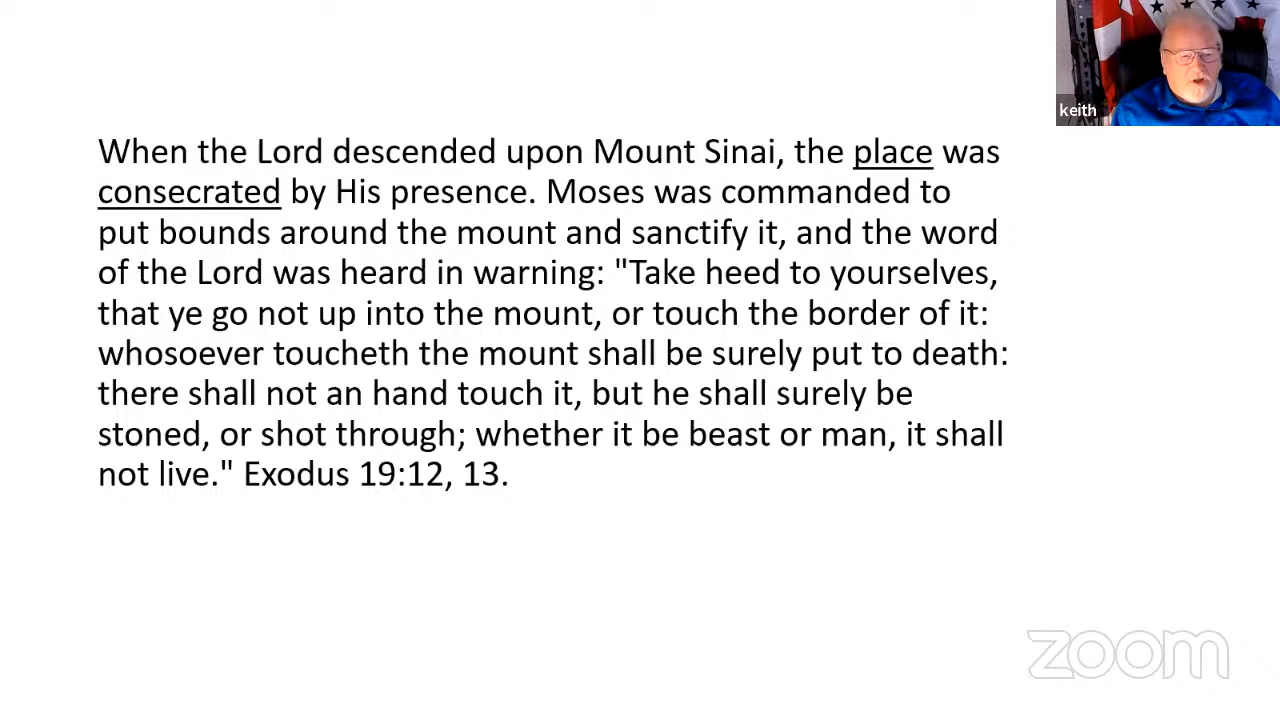 keith
When the Lord descended upon Mount Sinai, the place was
consecrated by His presence. Moses was commanded to
put bounds around the mount and sanctify it, and the word
of the Lord was heard in warning: "Take heed to yourselves,
that ye go not up into the mount, or touch the border of it:
whosoever toucheth the mount shall be surely put to death:
there shall not an hand touch it, but he shall surely be
stoned, or shot through; whether it be beast or man, it shall
not live." Exodus 19:12, 13.
zoom